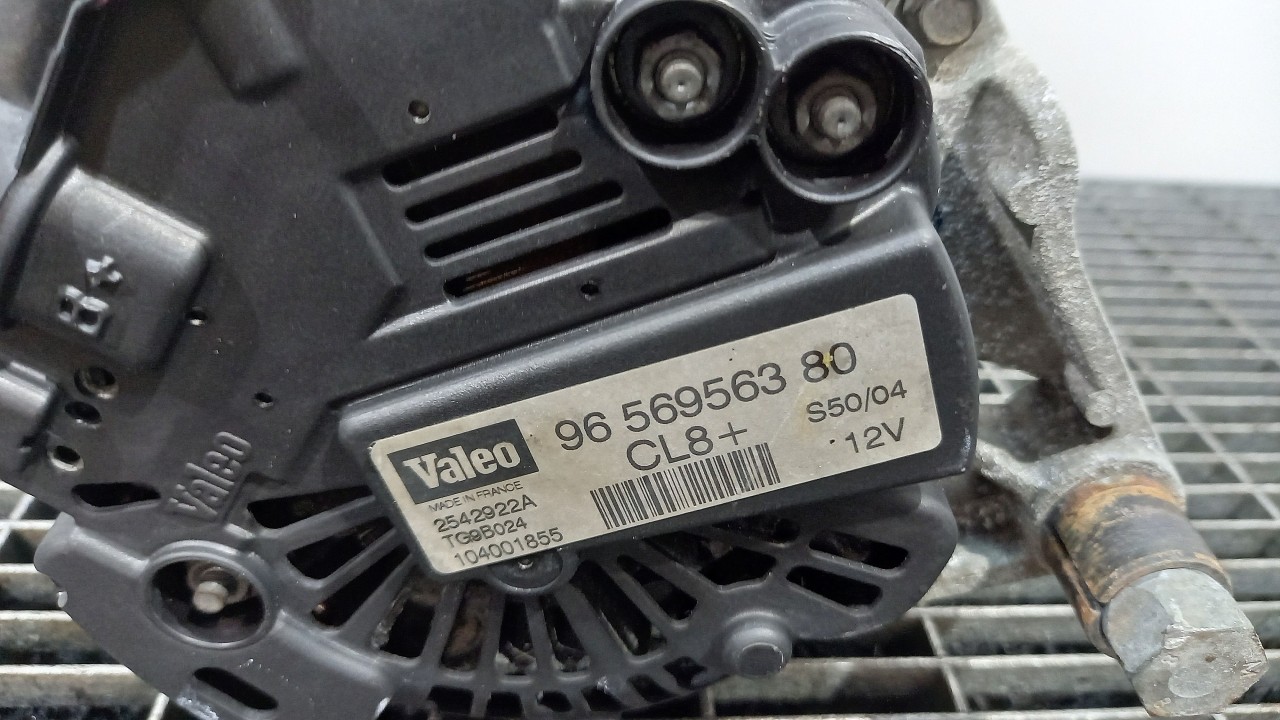 B+
Valeo
Valeo
MADE IN FRANCE
2542922A
TG9B024
104001855
96 569563 80
CL8+
S50/04
12V